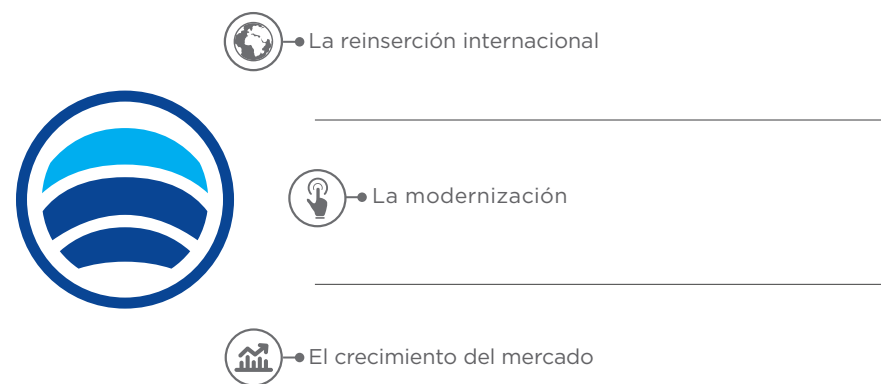 La reinserción internacional
La modernización
El crecimiento del mercado